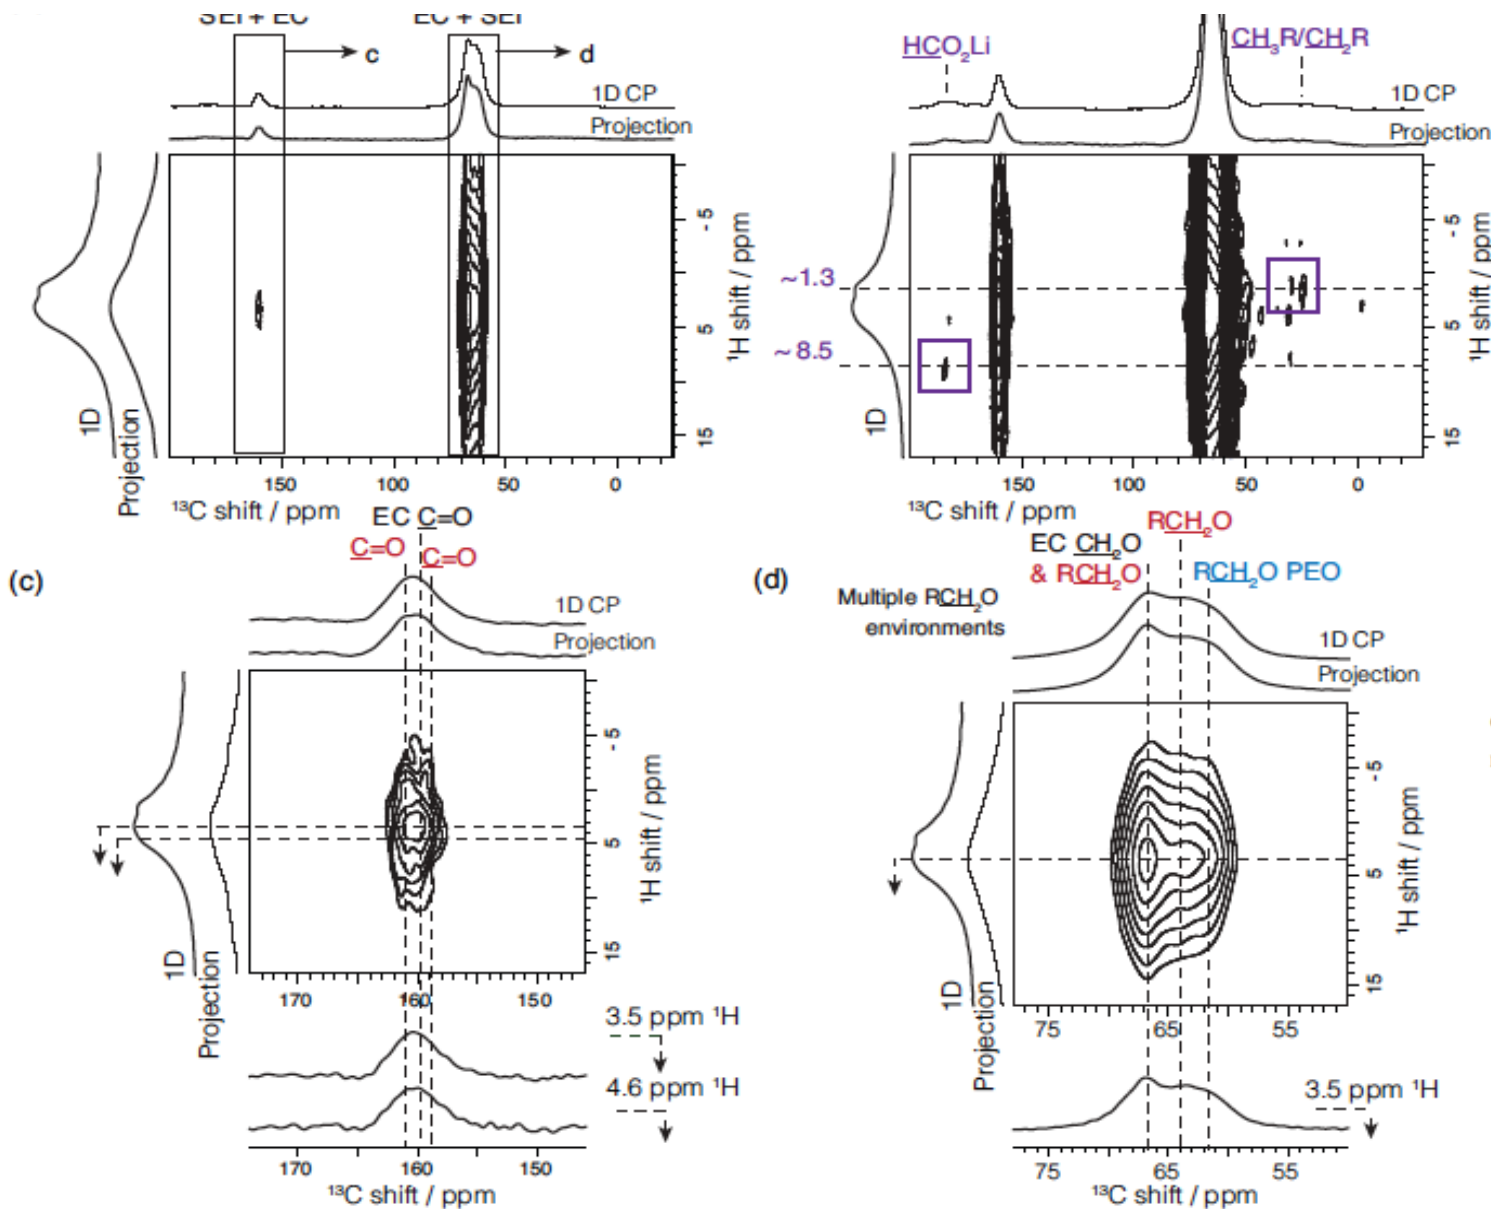 SEI + EC
EC + SEI
c
d
1D CP
Projection
-5
5
15
¹H shift / ppm
1D
Projection
150
100
50
0
¹³C shift / ppm
HCO₂Li
CH₃R/CH₂R
1D CP
Projection
~1.3
~8.5
-5
5
15
¹H shift / ppm
1D
150
100
50
0
¹³C shift / ppm
(c)
EC C=O
C=O
C=O
1D CP
Projection
-5
5
15
¹H shift / ppm
1D
Projection
170
160
150
3.5 ppm ¹H
4.6 ppm ¹H
170
160
150
¹³C shift / ppm
(d)
Multiple RCH₂O
environments
EC CH₂O
& RCH₂O
RCH₂O
RCH₂O PEO
1D CP
Projection
-5
5
15
¹H shift / ppm
1D
Projection
75
65
55
3.5 ppm ¹H
75
65
55
¹³C shift / ppm